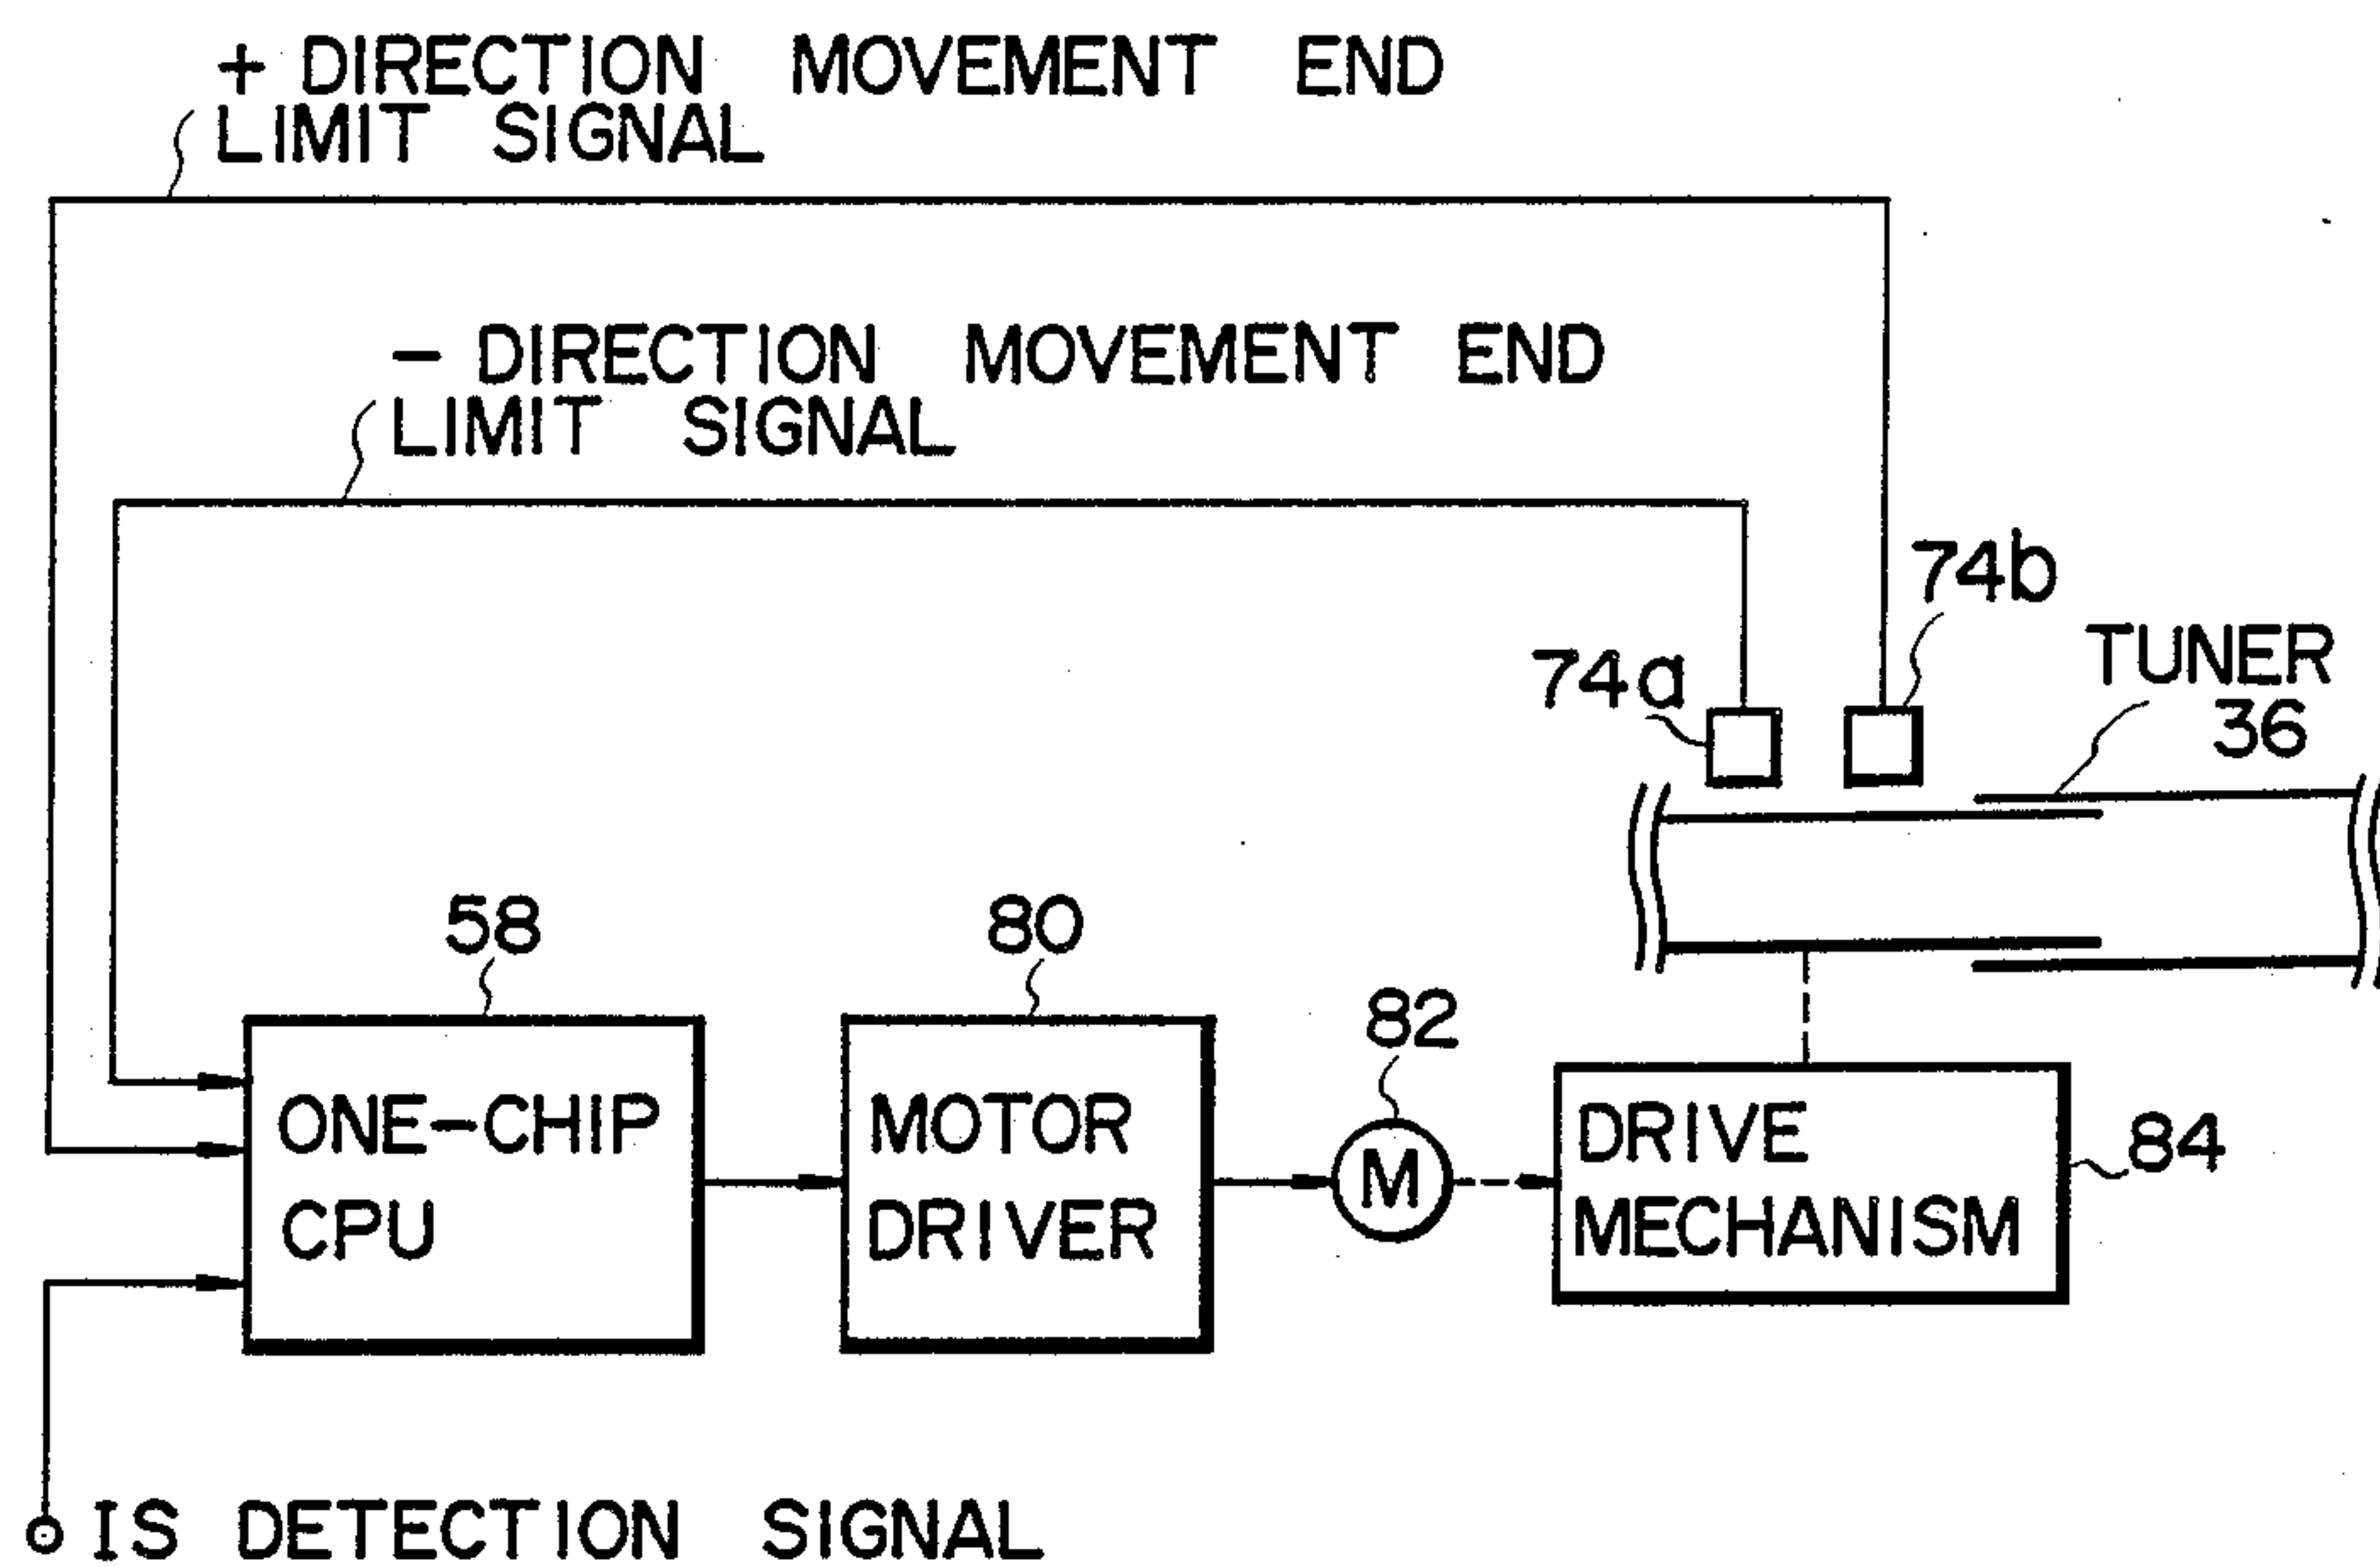 + DIRECTION MOVEMENT END
LIMIT SIGNAL
— DIRECTION MOVEMENT END
LIMIT SIGNAL
74b
74a
TUNER
36
58
80
82
ONE-CHIP
CPU
MOTOR
DRIVER
M
DRIVE
MECHANISM
84
IS DETECTION SIGNAL